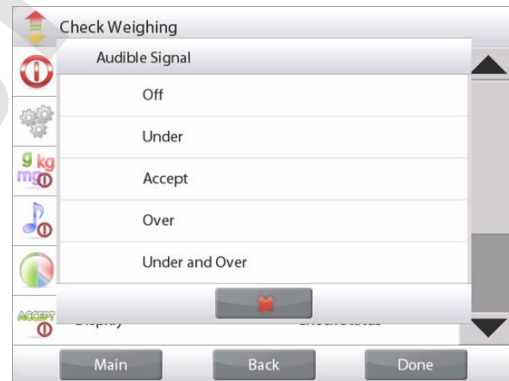 Check Weighing
Audible Signal
Off
Under
g kg
mg
Accept
Over
Under and Over
ACCEPT
Main Back Done